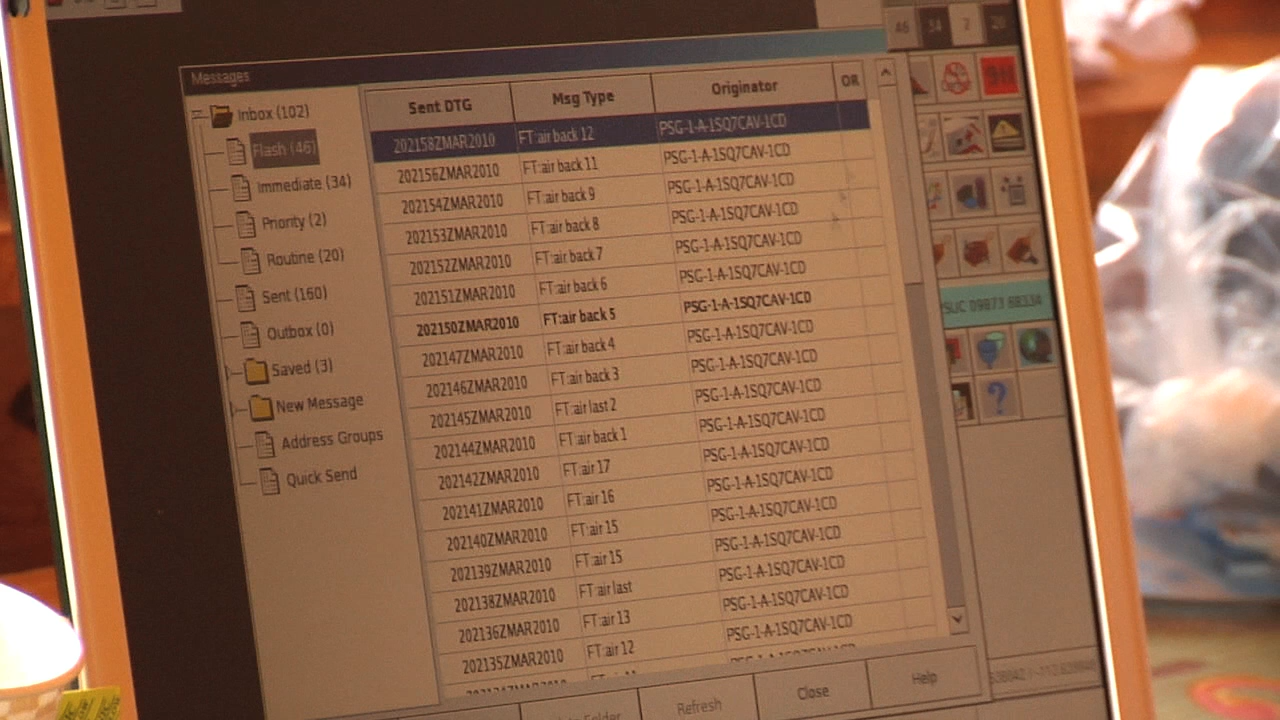 46 34 2 20
Messages
911
Inbox (102)
Flash (46)
Immediate (34)
Priority (2)
Routine (20)
Sent (160)
Outbox (0)
Saved (3)
New Message
Address Groups
Quick Send
Sent DTG Msg Type Originator OR
202158ZMAR2010 FT:air back 12 PSG-1-A-1SQ7CAV-1CD
202156ZMAR2010 FT:air back 11 PSG-1-A-1SQ7CAV-1CD
202154ZMAR2010 FT:air back 9 PSG-1-A-1SQ7CAV-1CD
202153ZMAR2010 FT:air back 8 PSG-1-A-1SQ7CAV-1CD
202152ZMAR2010 FT:air back 7 PSG-1-A-1SQ7CAV-1CD
202151ZMAR2010 FT:air back 6 PSG-1-A-1SQ7CAV-1CD
202150ZMAR2010 FT:air back 5 PSG-1-A-1SQ7CAV-1CD
202147ZMAR2010 FT:air back 4 PSG-1-A-1SQ7CAV-1CD
202146ZMAR2010 FT:air back 3 PSG-1-A-1SQ7CAV-1CD
202145ZMAR2010 FT:air last 2 PSG-1-A-1SQ7CAV-1CD
202144ZMAR2010 FT:air back 1 PSG-1-A-1SQ7CAV-1CD
202142ZMAR2010 FT:air 17 PSG-1-A-1SQ7CAV-1CD
202141ZMAR2010 FT:air 16 PSG-1-A-1SQ7CAV-1CD
202140ZMAR2010 FT:air 15 PSG-1-A-1SQ7CAV-1CD
202139ZMAR2010 FT:air 15 PSG-1-A-1SQ7CAV-1CD
202138ZMAR2010 FT:air last PSG-1-A-1SQ7CAV-1CD
202136ZMAR2010 FT:air 13 PSG-1-A-1SQ7CAV-1CD
202135ZMAR2010 FT:air 12 PSG-1-A-1SQ7CAV-1CD
09873 68334
?
Folder Refresh Close Help